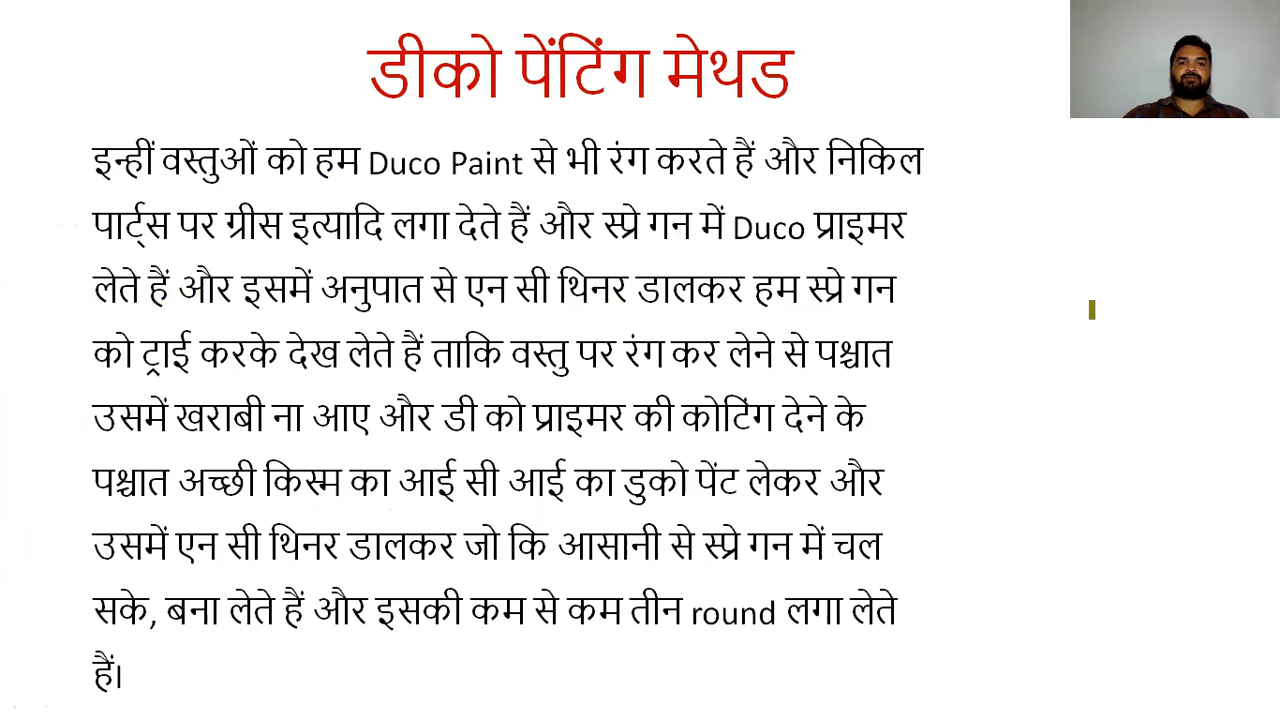 डीको पेंटिंग मेथड
इन्हीं वस्तुओं को हम Duco Paint से भी रंग करते हैं और निकिल
पार्ट्स पर ग्रीस इत्यादि लगा देते हैं और स्प्रे गन में Duco प्राइमर
लेते हैं और इसमें अनुपात से एन सी थिनर डालकर हम स्प्रे गन
को ट्राई करके देख लेते हैं ताकि वस्तु पर रंग कर लेने से पश्चात
उसमें खराबी ना आए और डी को प्राइमर की कोटिंग देने के
पश्चात अच्छी किस्म का आई सी आई का डुको पेंट लेकर और
उसमें एन सी थिनर डालकर जो कि आसानी से स्प्रे गन में चल
सके, बना लेते हैं और इसकी कम से कम तीन round लगा लेते
हैं।